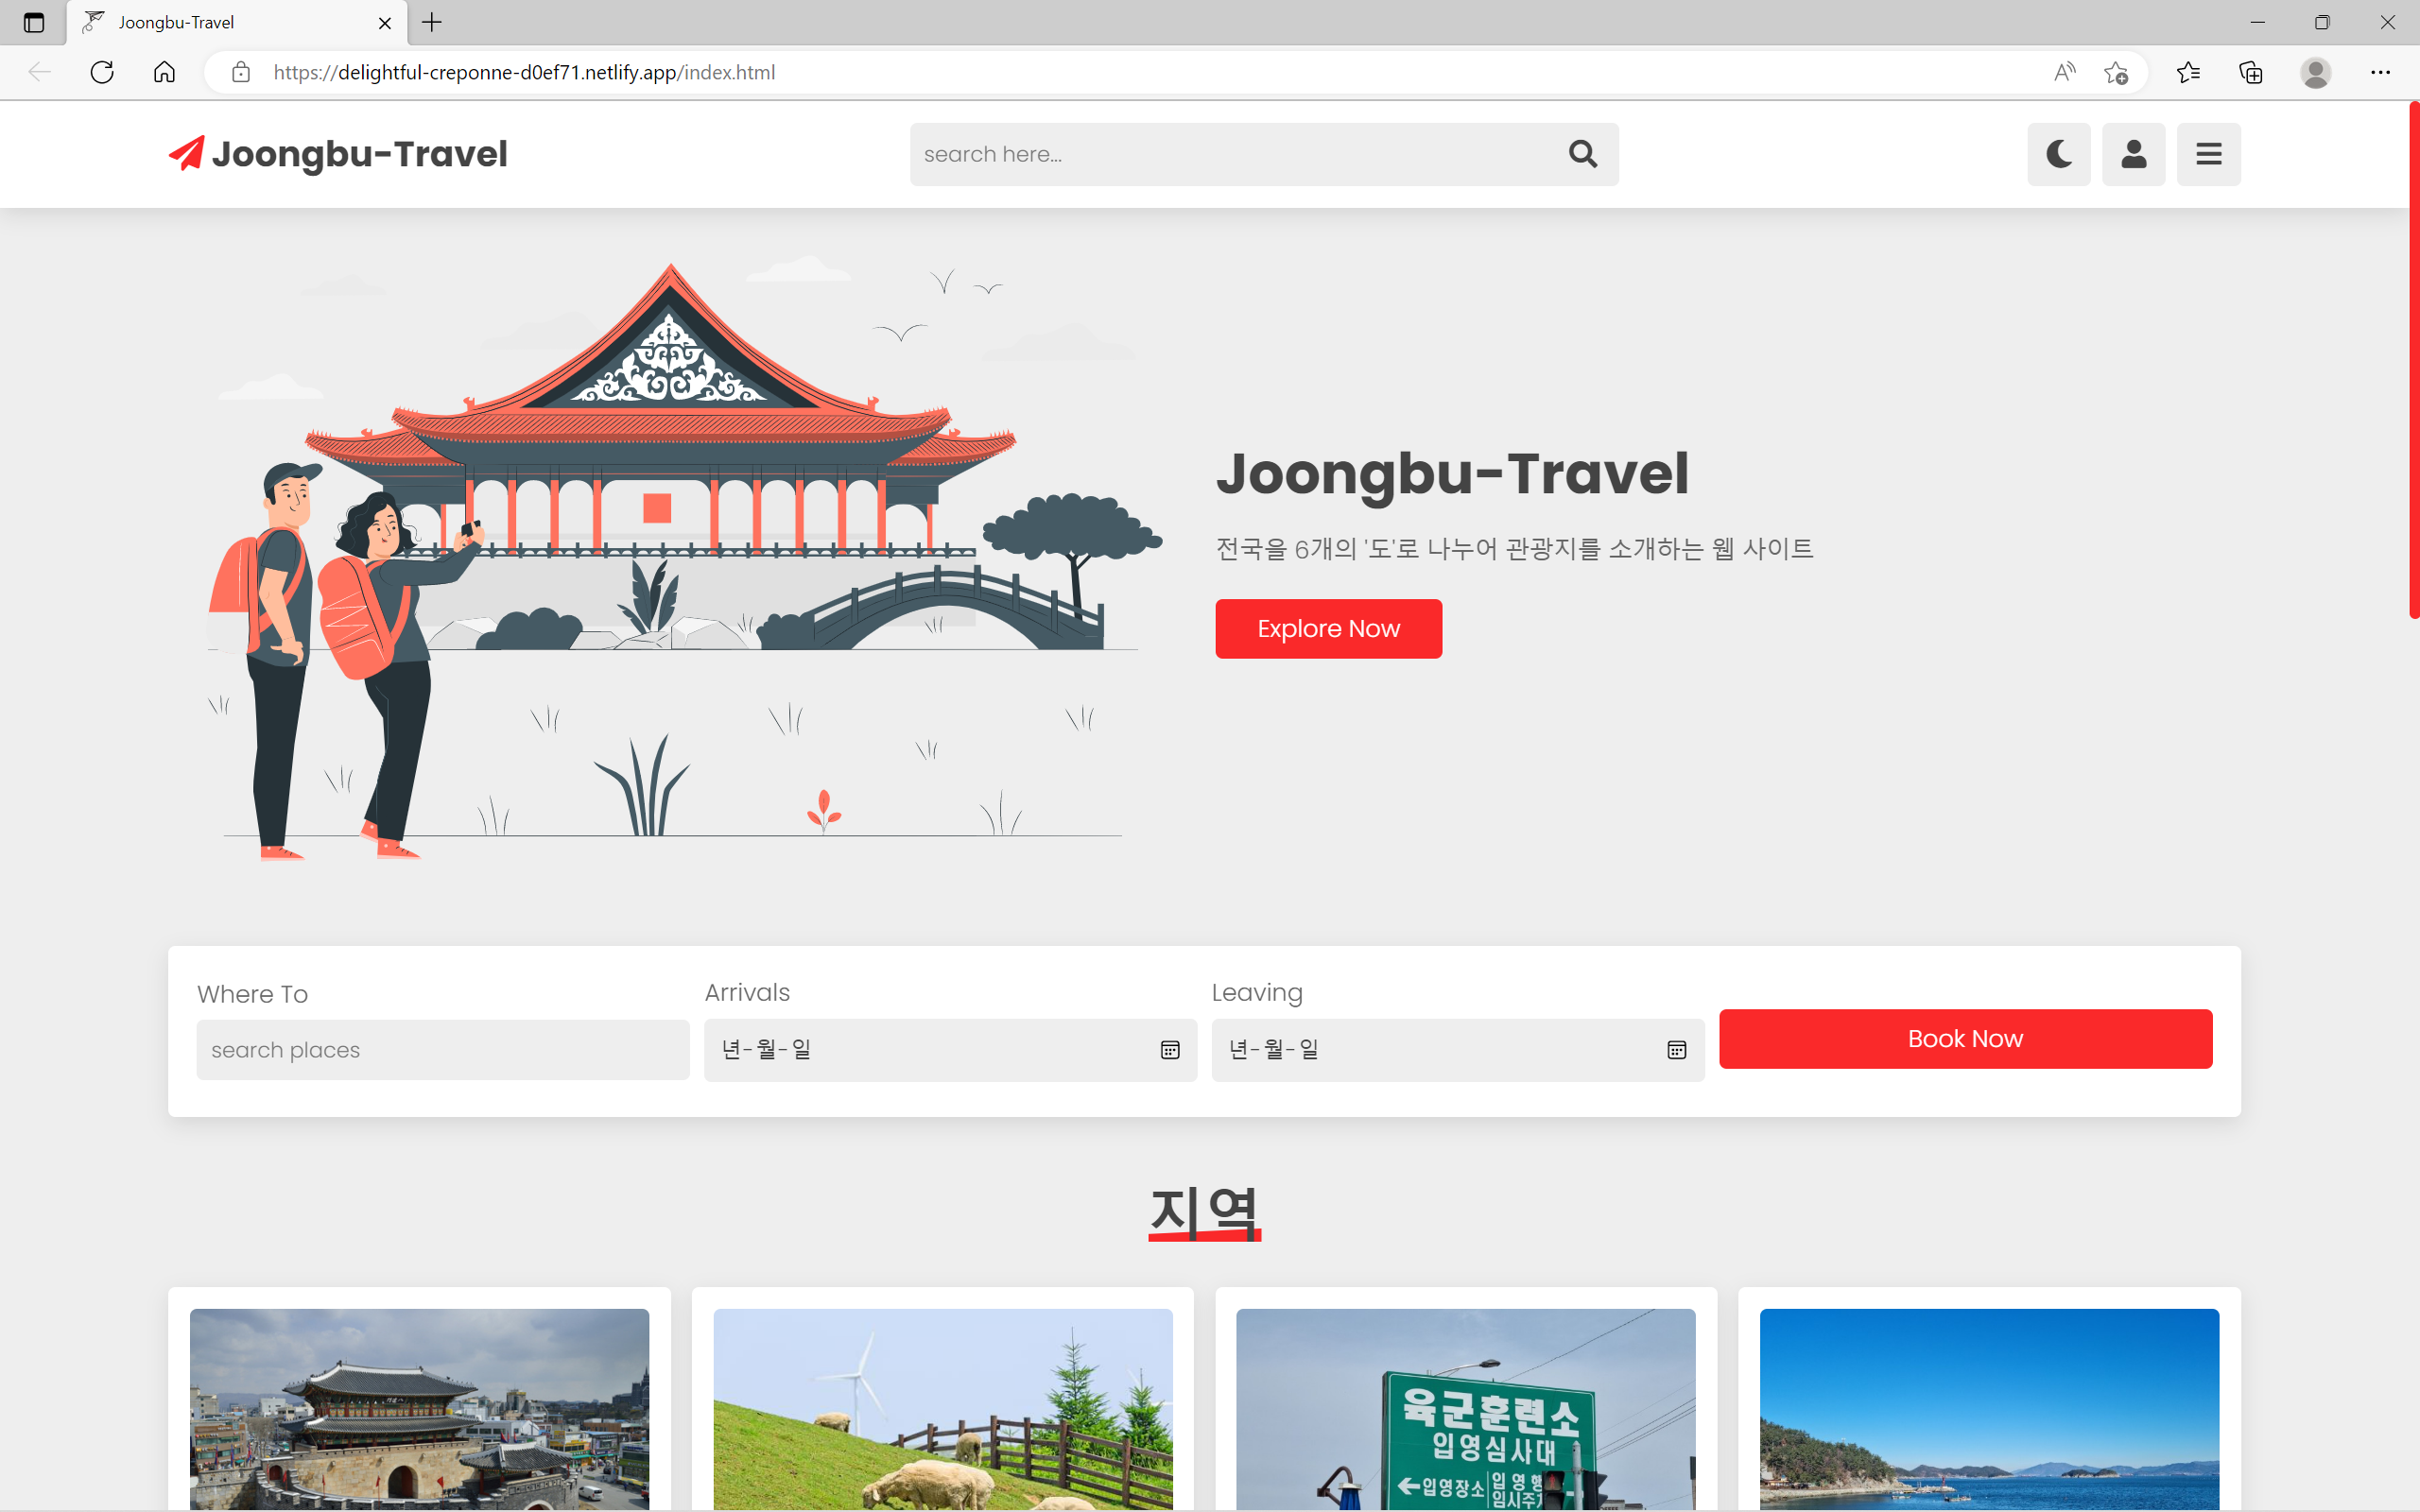 Joongbu-Travel
https://delightful-creponne-d0ef71.netlify.app/index.html
Joongbu-Travel
search here...
Joongbu-Travel
전국을 6개의 '도'로 나누어 관광지를 소개하는 웹 사이트
Explore Now
Where To
Arrivals
Leaving
search places
년-월-일
년-월-일
Book Now
지역
육군훈련소
입영심사대
←입영장소
입영
임시주